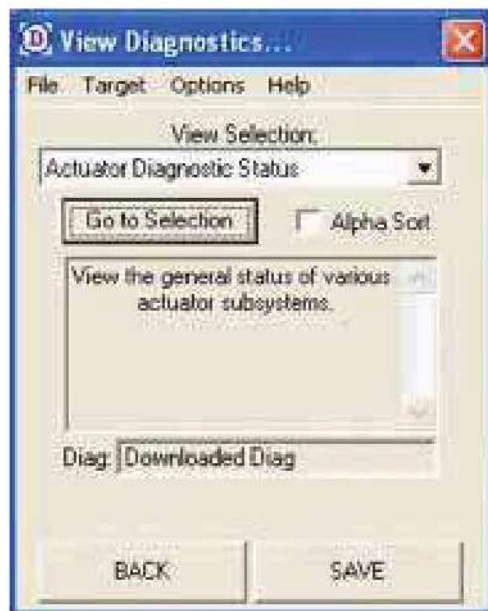 D View Diagnostics...
File Target Options Help
View Selection:
Actuator Diagnostic Status
Go to Selection Alpha Sort
View the general status of various
actuator subsystems.
Diag: Downloaded Diag
BACK SAVE